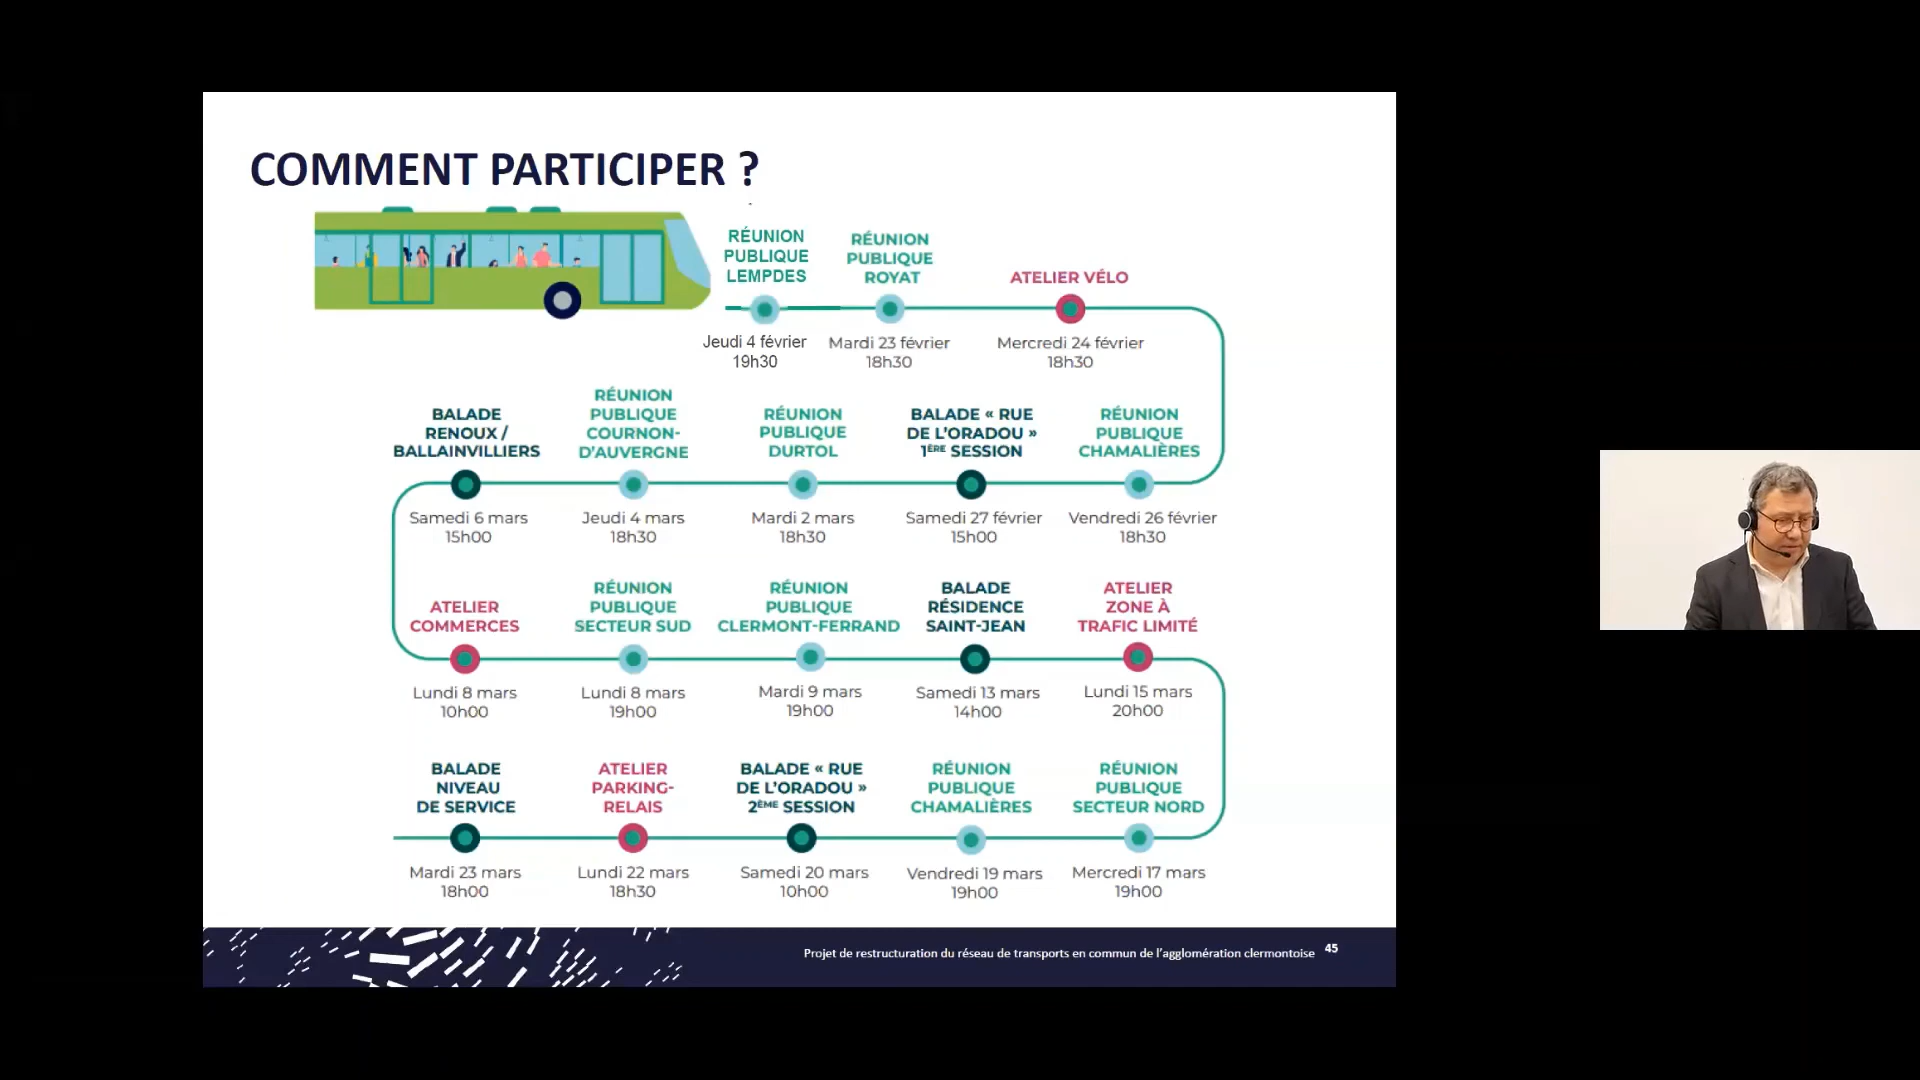 COMMENT PARTICIPER ?
RÉUNION
PUBLIQUE
LEMPDES
Jeudi 4 février
19h30
RÉUNION
PUBLIQUE
ROYAT
Mardi 23 février
18h30
ATELIER VÉLO
Mercredi 24 février
18h30
BALADE
RENOUX /
BALLAINVILLIERS
Samedi 6 mars
15h00
RÉUNION
PUBLIQUE
COURNON-
D'AUVERGNE
Jeudi 4 mars
18h30
RÉUNION
PUBLIQUE
DURTOL
Mardi 2 mars
18h30
BALADE « RUE
DE L'ORADOU »
1ÈRE SESSION
Samedi 27 février
15h00
RÉUNION
PUBLIQUE
CHAMALIÈRES
Vendredi 26 février
18h30
ATELIER
COMMERCES
Lundi 8 mars
10h00
RÉUNION
PUBLIQUE
SECTEUR SUD
Lundi 8 mars
19h00
RÉUNION
PUBLIQUE
CLERMONT-FERRAND
Mardi 9 mars
19h00
BALADE
RÉSIDENCE
SAINT-JEAN
Samedi 13 mars
14h00
ATELIER
ZONE À
TRAFIC LIMITÉ
Lundi 15 mars
20h00
BALADE
NIVEAU
DE SERVICE
Mardi 23 mars
18h00
ATELIER
PARKING-
RELAIS
Lundi 22 mars
18h30
BALADE « RUE
DE L'ORADOU »
2ÈME SESSION
Samedi 20 mars
10h00
RÉUNION
PUBLIQUE
CHAMALIÈRES
Vendredi 19 mars
19h00
RÉUNION
PUBLIQUE
SECTEUR NORD
Mercredi 17 mars
19h00
Projet de restructuration du réseau de transports en commun de l'agglomération clermontoise 45